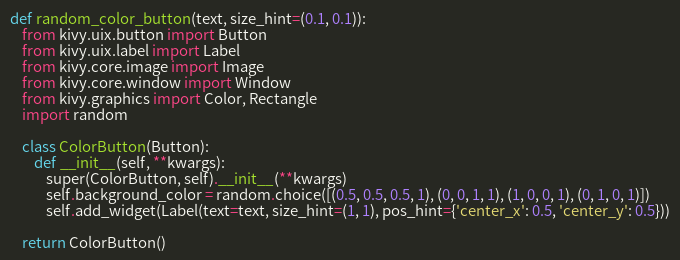 def random_color_button(text, size_hint=(0.1, 0.1)):
    from kivy.uix.button import Button
    from kivy.uix.label import Label
    from kivy.core.image import Image
    from kivy.core.window import Window
    from kivy.graphics import Color, Rectangle
    import random

    class ColorButton(Button):
        def __init__(self, **kwargs):
            super(ColorButton, self).__init__(**kwargs)
            self.background_color = random.choice([(0.5, 0.5, 0.5, 1), (0, 0, 1, 1), (1, 0, 0, 1), (0, 1, 0, 1)])
            self.add_widget(Label(text=text, size_hint=(1, 1), pos_hint={'center_x': 0.5, 'center_y': 0.5}))

    return ColorButton()